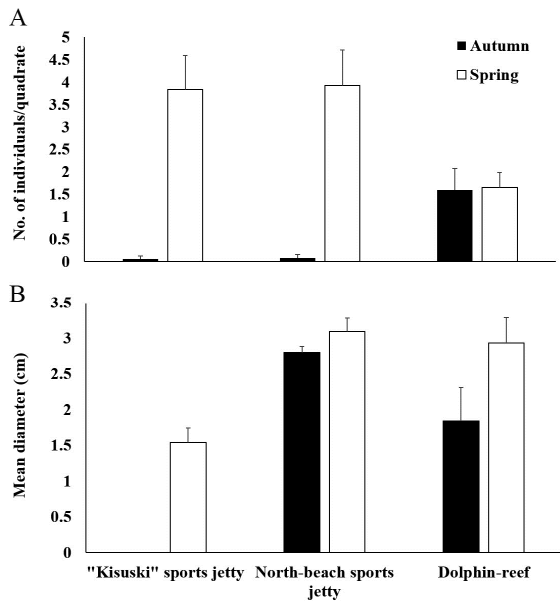 A
5
4.5
4
3.5
3
2.5
2
1.5
1
0.5
0
No. of individuals/quadrate
Autumn
Spring
B
3.5
3
2.5
2
1.5
1
0.5
0
Mean diameter (cm)
"Kisuski" sports jetty
North-beach sports
jetty
Dolphin-reef